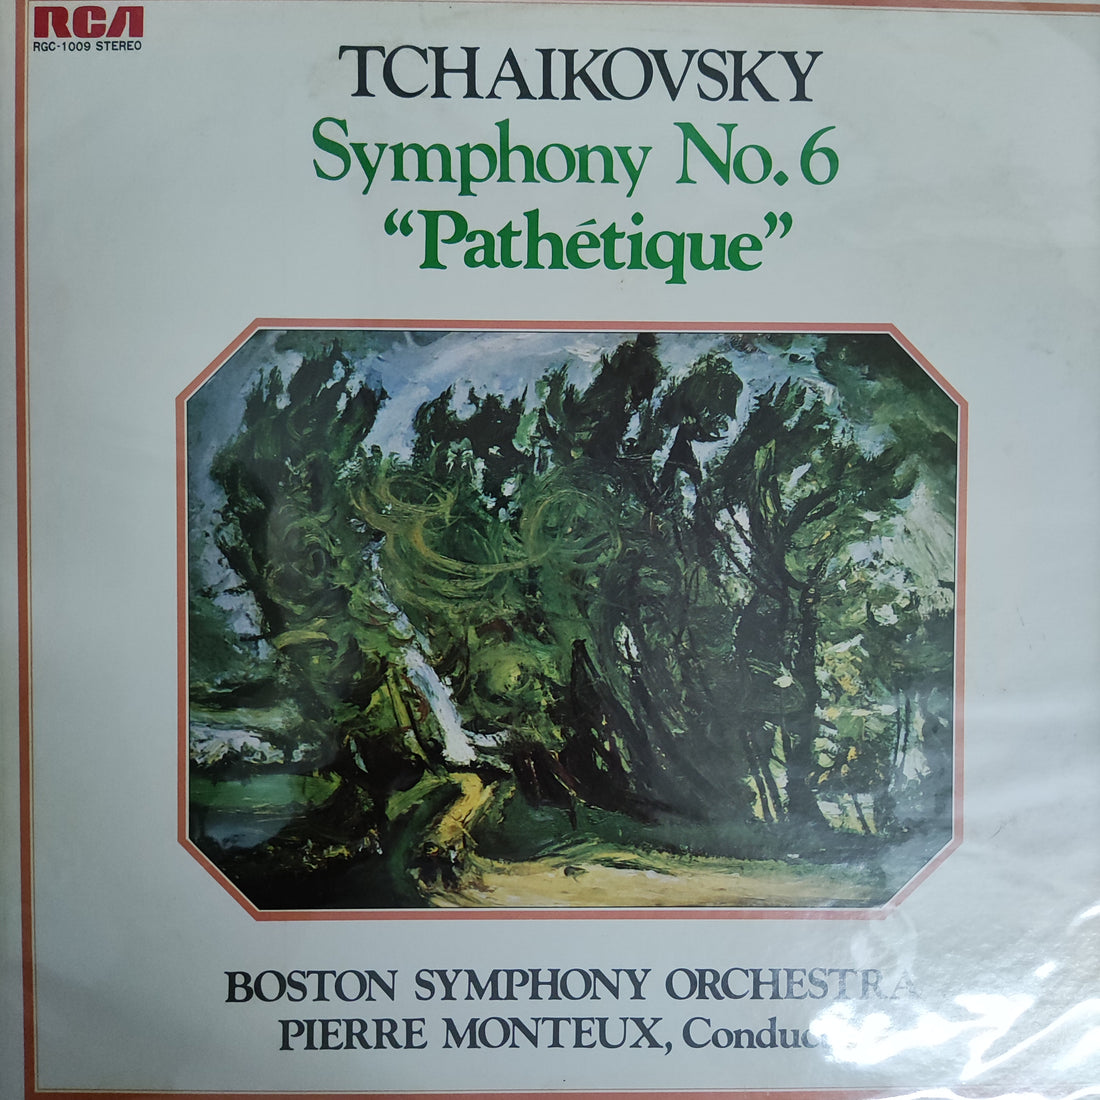 RCA
RGC-1009 STEREO
TCHAIKOVSKY
Symphony No. 6
“Pathétique”
BOSTON SYMPHONY ORCHESTRA
PIERRE MONTEUX,